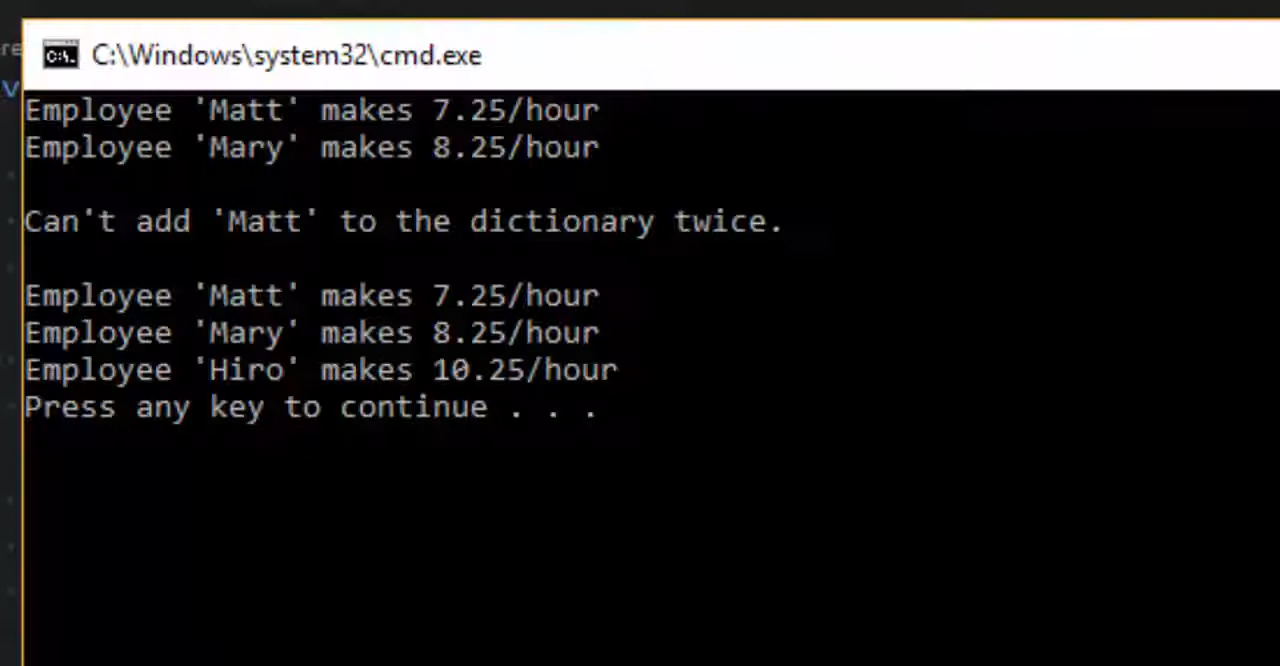 C:\Windows\system32\cmd.exe
Employee 'Matt' makes 7.25/hour
Employee 'Mary' makes 8.25/hour
Can't add 'Matt' to the dictionary twice.
Employee 'Matt' makes 7.25/hour
Employee 'Mary' makes 8.25/hour
Employee 'Hiro' makes 10.25/hour
Press any key to continue . . .